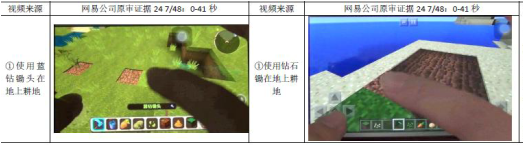 视频来源
网易公司原审证据 24 7/48：0-41 秒
视频来源
网易公司原审证据 24 7/48：0-41 秒
①使用蓝
钻锄头在
地上耕地
①使用钻石
锄在地上耕
地